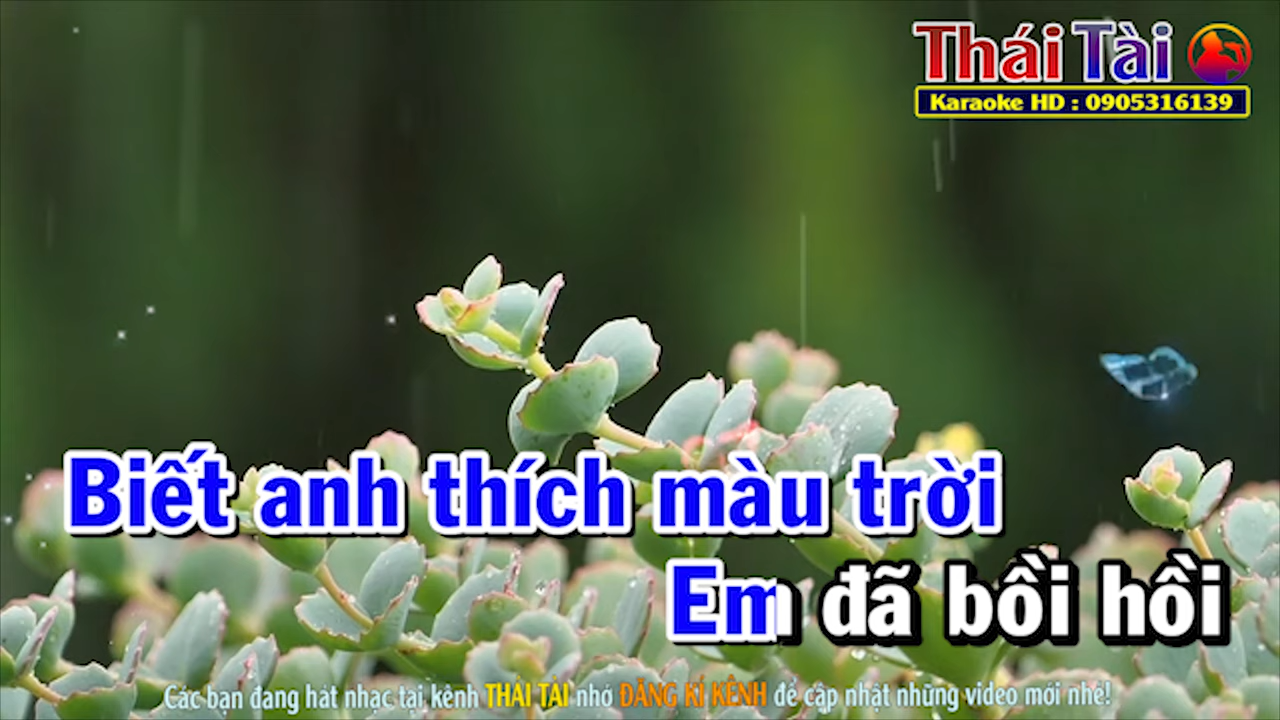 Thái Tài
Karaoke HD : 0905316139
Biết anh thích màu trời
Em đã bồi hồi
Các bạn đang hát nhạc tại kênh THÁI TÀI nhớ ĐĂNG KÍ KÊNH để cập nhật những video mới nhé!